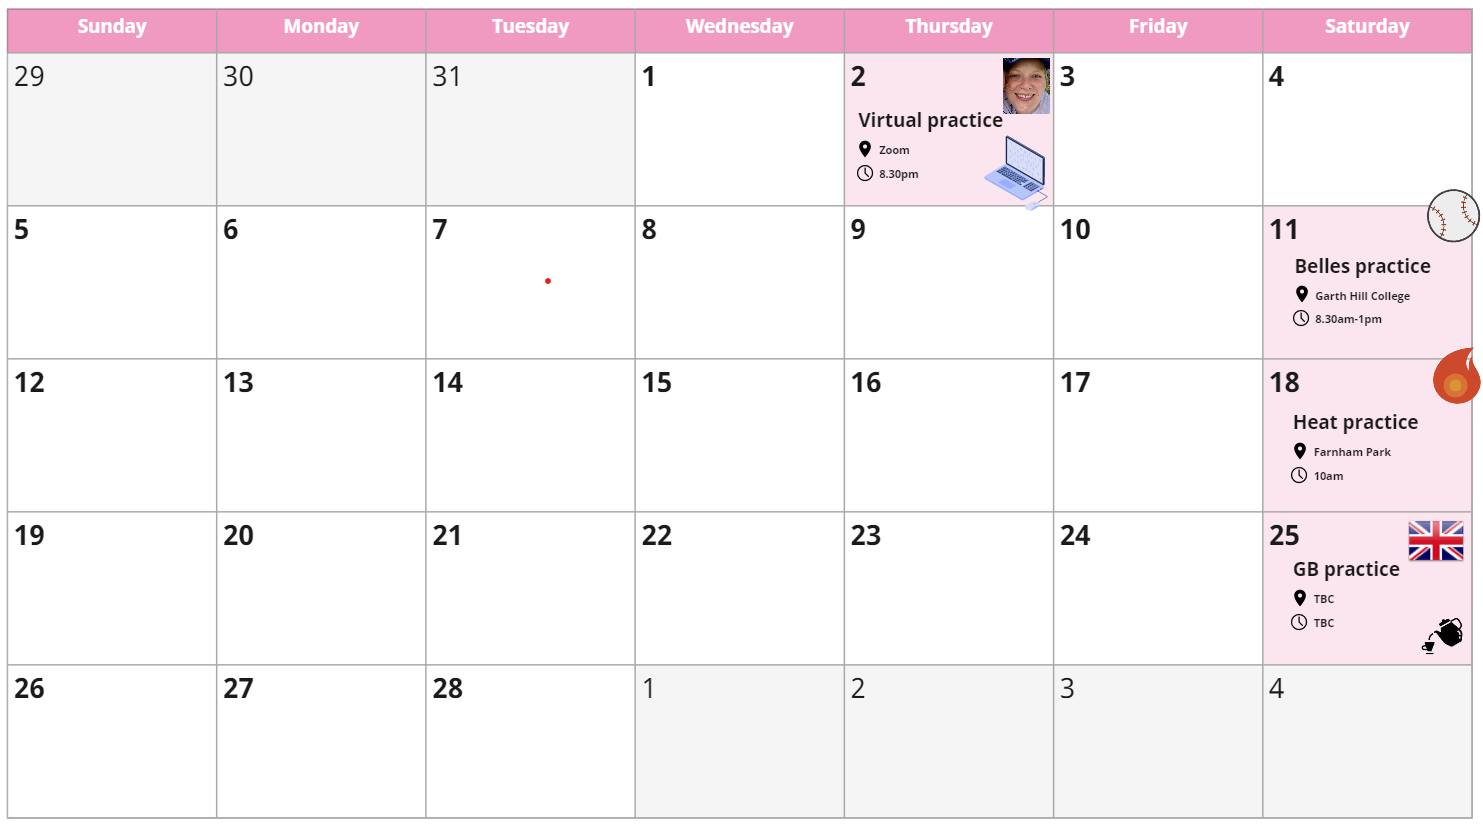 Sunday Monday Tuesday Wednesday Thursday Friday Saturday
29 30 31 1 2 3 4
Virtual practice
Zoom
8.30pm
5 6 7 8 9 10 11
Belles practice
Garth Hill College
8.30am-1pm
12 13 14 15 16 17 18
Heat practice
Farnham Park
10am
19 20 21 22 23 24 25
GB practice
TBC
TBC
26 27 28 1 2 3 4